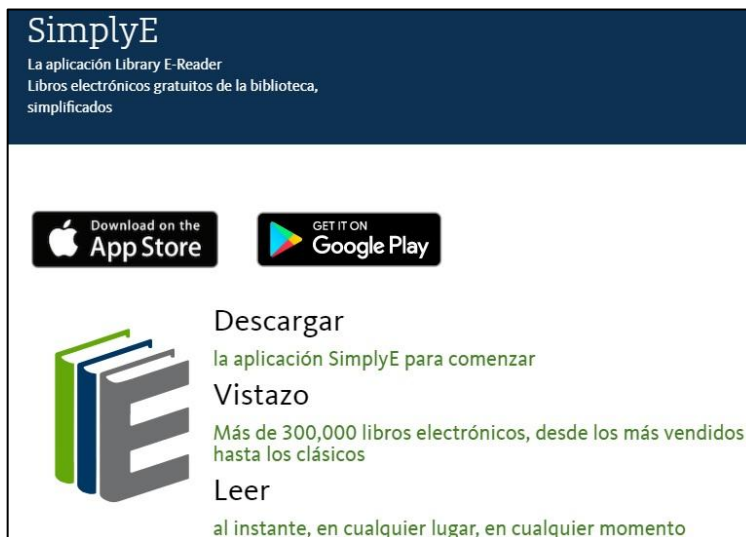 SimplyE
La aplicación Library E-Reader
Libros electrónicos gratuitos de la biblioteca,
simplificados
Download on the
App Store
GET IT ON
Google Play
E
Descargar
la aplicación SimplyE para comenzar
Vistazo
Más de 300,000 libros electrónicos, desde los más vendidos
hasta los clásicos
Leer
al instante, en cualquier lugar, en cualquier momento